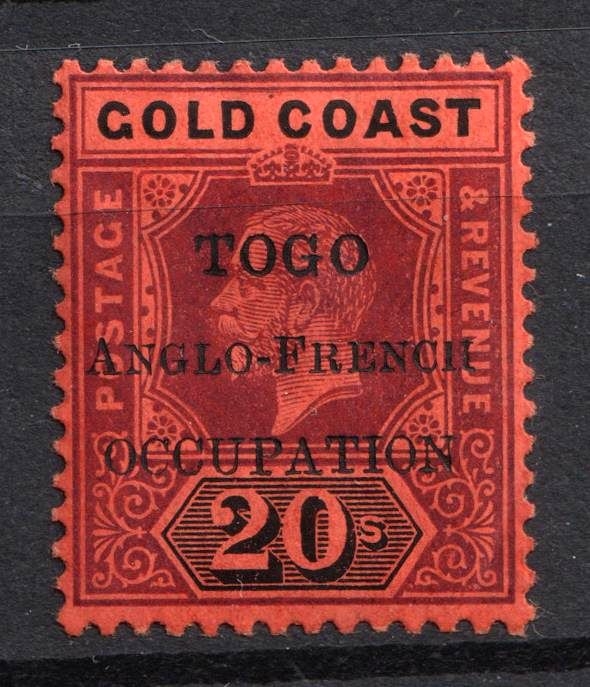 GOLD COAST
POSTAGE
& REVENUE
TOGO
ANGLO-FRENCH
OCCUPATION
20s